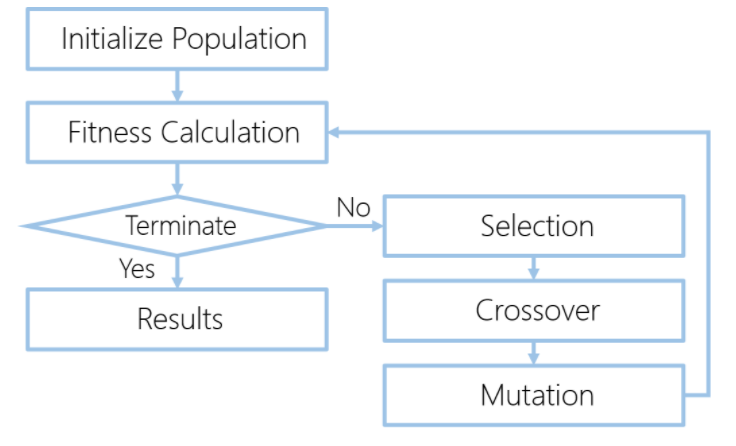 Initialize Population
Fitness Calculation
Terminate
No
Selection
Yes
Results
Crossover
Mutation